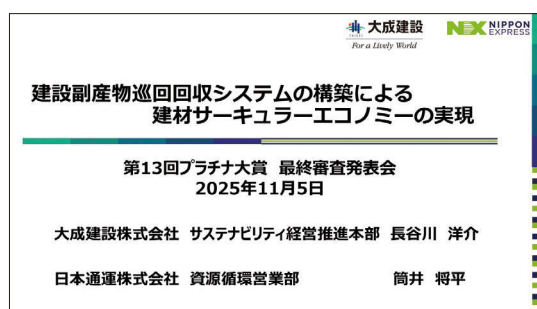 大成建設
For a Lively World
NEX NIPPON EXPRESS
建設副産物巡回回収システムの構築による
建材サーキュラーエコノミーの実現
第13回プラチナ大賞 最終審査発表会
2025年11月5日
大成建設株式会社 サステナビリティ経営推進本部 長谷川 洋介
日本通運株式会社 資源循環営業部 筒井 将平